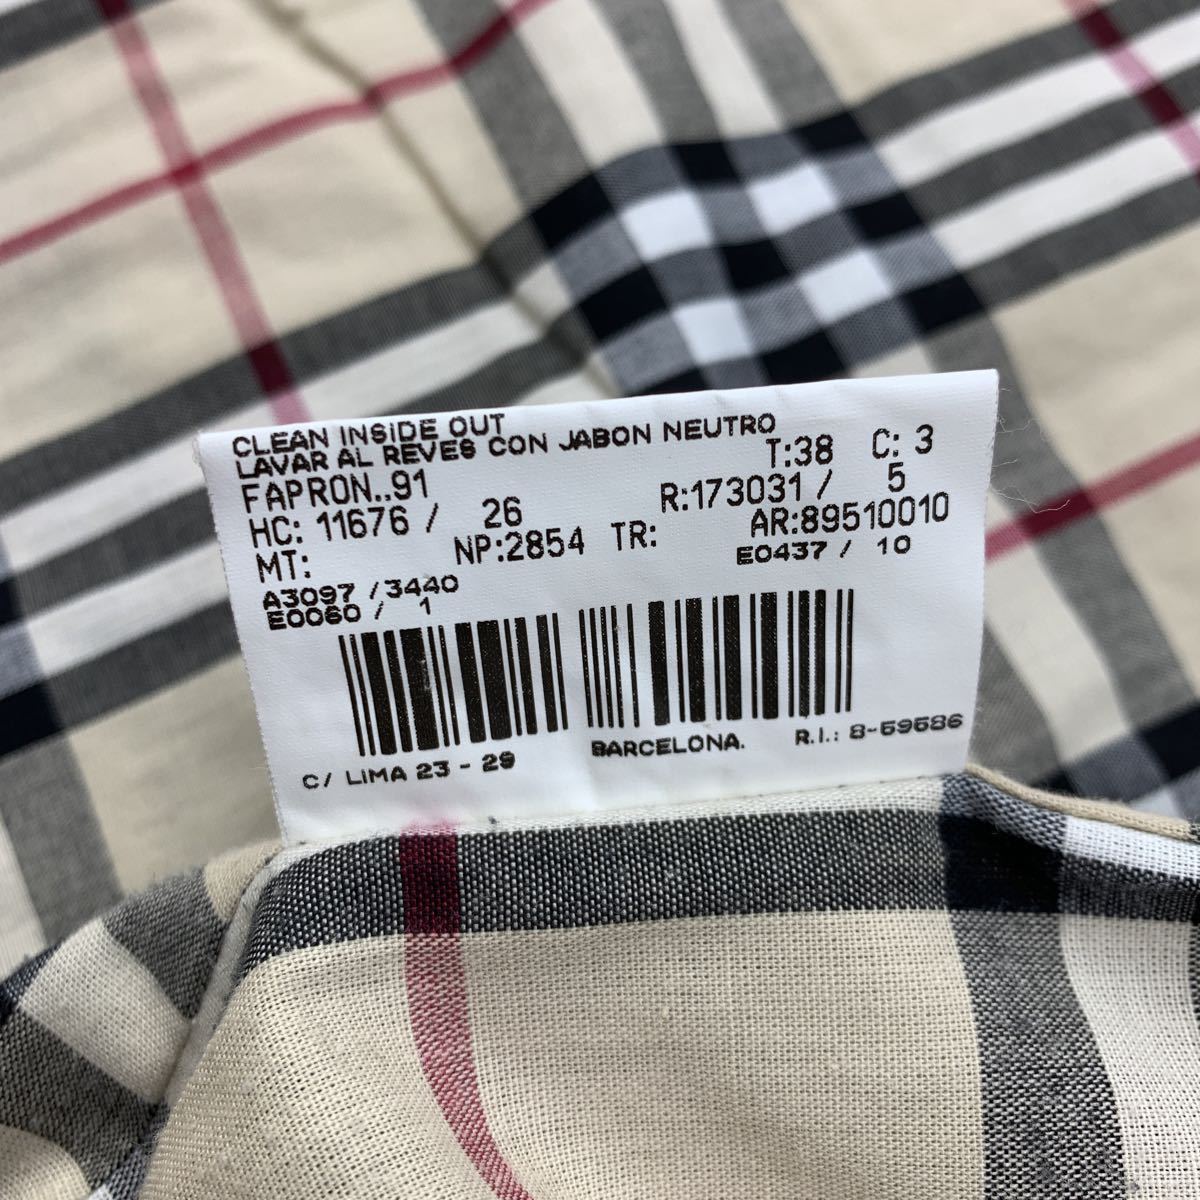 CLEAN INSIDE OUT
LAVAR AL REVES CON JABON NEUTRO
FAPRON..91 T:38 C: 3
HC: 11676 / 26 R:173031 / 5
MT: NP:2854 TR: AR:89510010
A3097 /3440 E0437 / 10
E0060 / 1
C/ LIMA 23 - 29 BARCELONA. R.I.: 8-59586